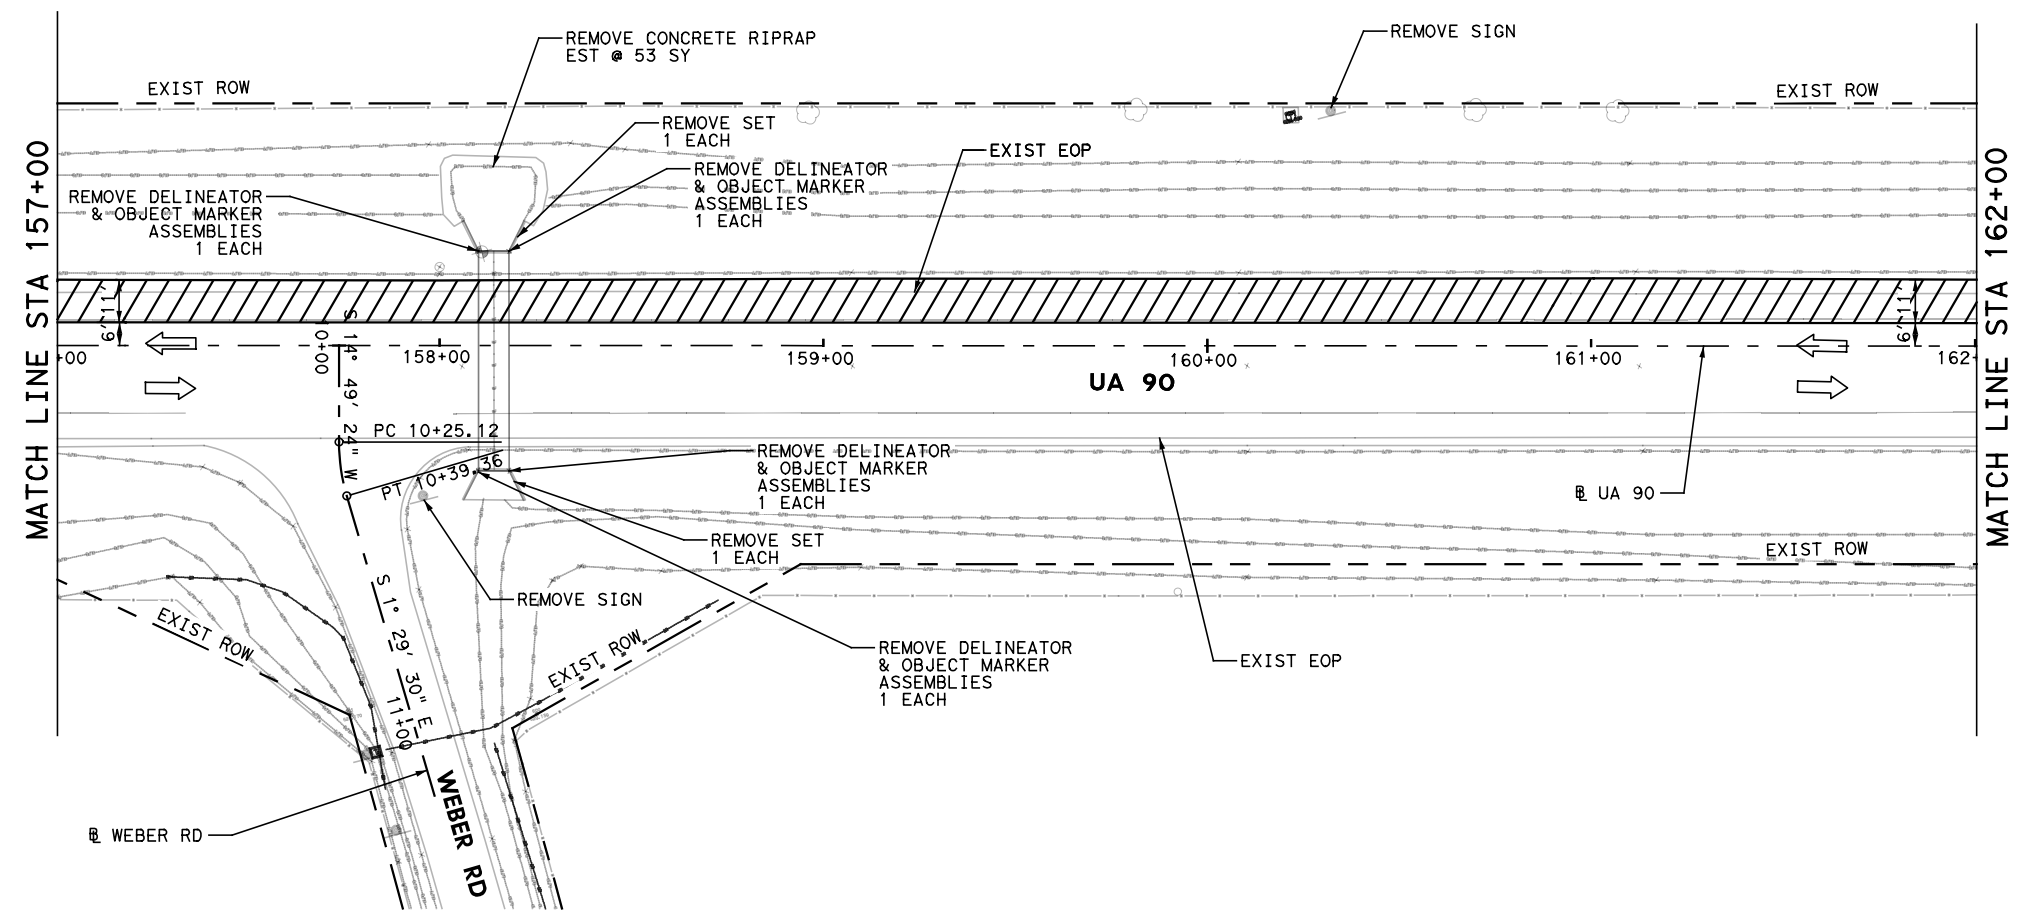 REMOVE CONCRETE RIPRAP
EST @ 53 SY
REMOVE SIGN
EXIST ROW
EXIST ROW
REMOVE SET
1 EACH
EXIST EOP
REMOVE DELINEATOR
& OBJECT MARKER
ASSEMBLIES
1 EACH
REMOVE DELINEATOR
& OBJECT MARKER
ASSEMBLIES
1 EACH
MATCH LINE STA 157+00
MATCH LINE STA 162+00
6'
11'
6'
11'
+00
10+00
158+00
159+00
160+00
161+00
162+
S 14° 49' 24" W
UA 90
PC 10+25.12
PT 10+39.36
REMOVE DELINEATOR
& OBJECT MARKER
ASSEMBLIES
1 EACH
UA 90
REMOVE SET
1 EACH
EXIST ROW
REMOVE SIGN
S 1° 29' 30" E
EXIST ROW
EXIST ROW
REMOVE DELINEATOR
& OBJECT MARKER
ASSEMBLIES
1 EACH
EXIST EOP
11+00
WEBER RD
WEBER RD